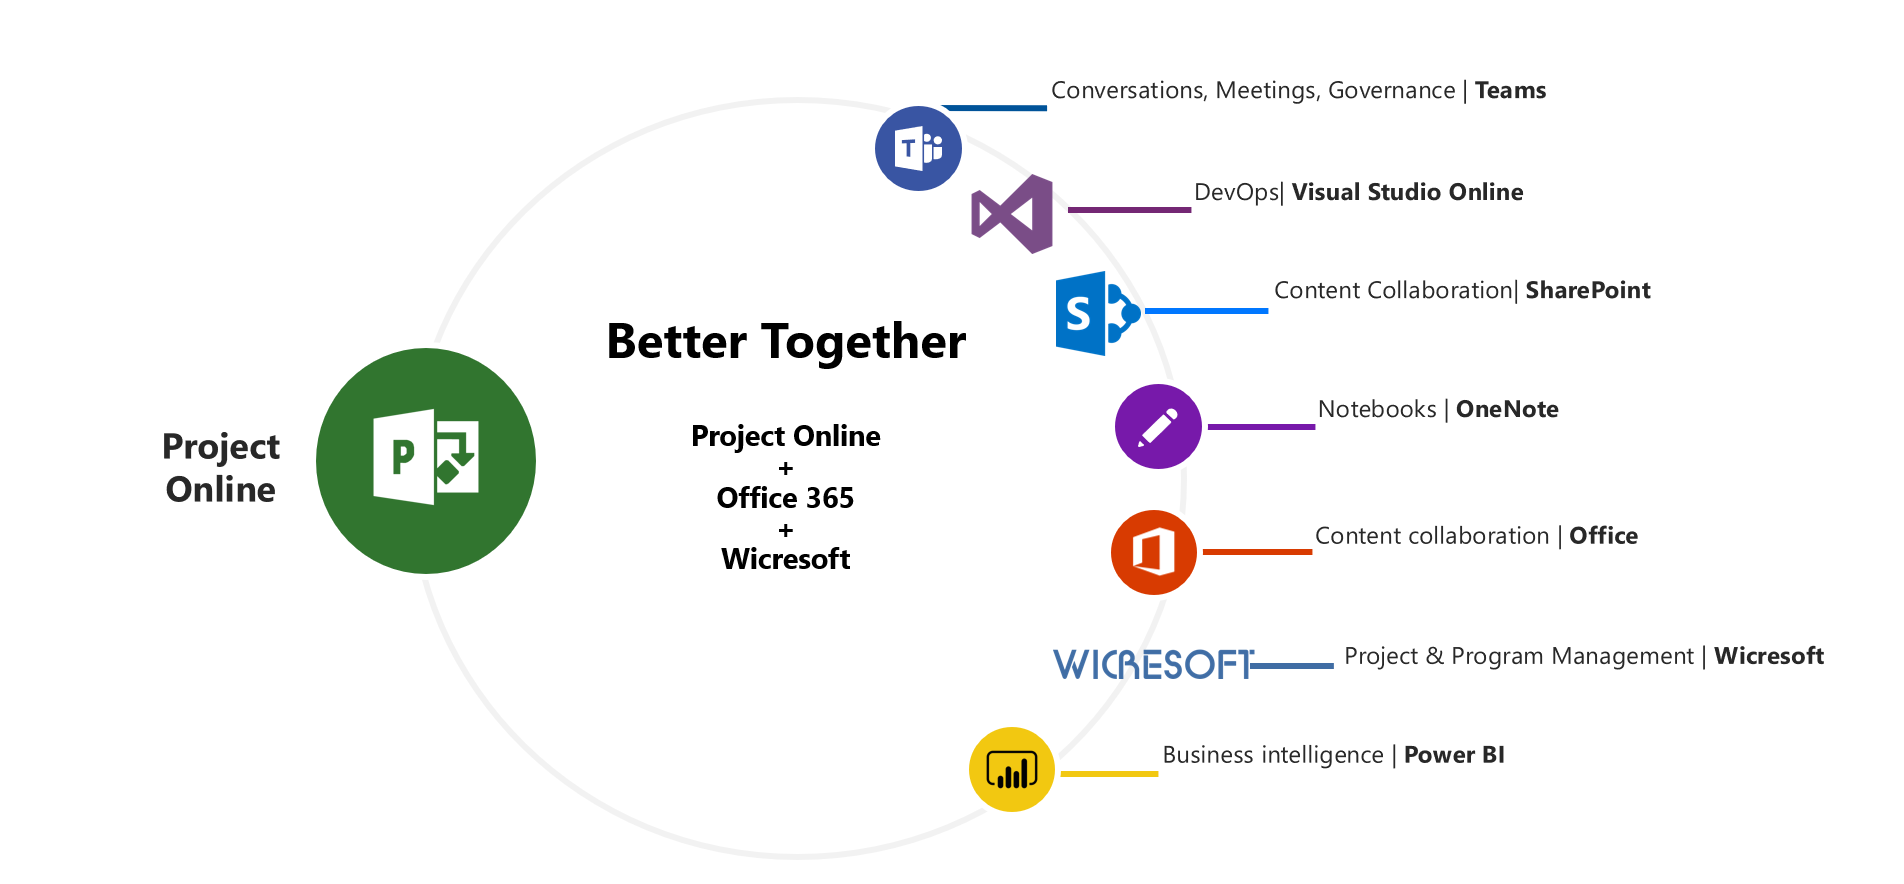 Conversations, Meetings, Governance | Teams
T
DevOps| Visual Studio Online
Content Collaboration| SharePoint
S
Better Together
Notebooks | OneNote
Project Online
+
Office 365
+
Wicresoft
Project
Online
P
Content collaboration | Office
WICRESOFT
Project & Program Management | Wicresoft
Business intelligence | Power BI